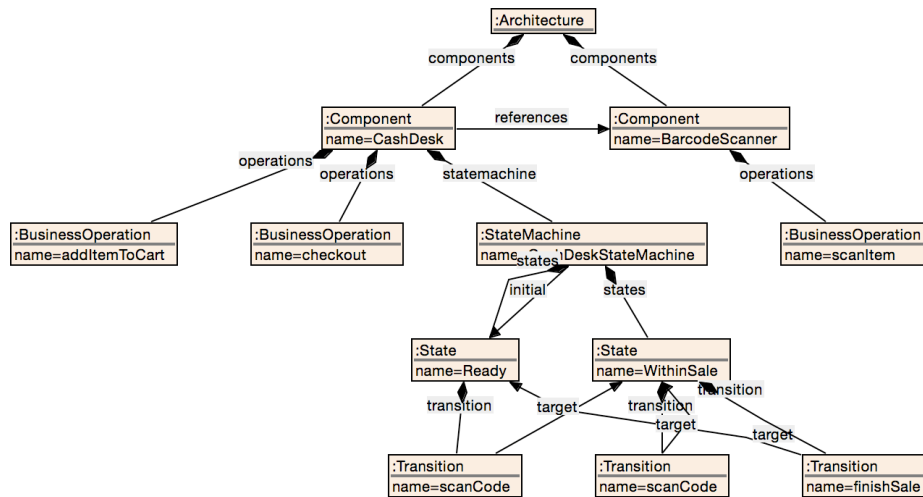 :Architecture
components
components
:Component
name=CashDesk
references
:Component
name=BarcodeScanner
operations
operations
statemachine
operations
:BusinessOperation
name=addItemToCart
:BusinessOperation
name=checkout
:StateMachine
name=CashDeskStateMachine
:BusinessOperation
name=scanItem
states
initial
states
:State
name=Ready
:State
name=WithinSale
transition
target
transition
transition
target
target
:Transition
name=scanCode
:Transition
name=scanCode
:Transition
name=finishSale